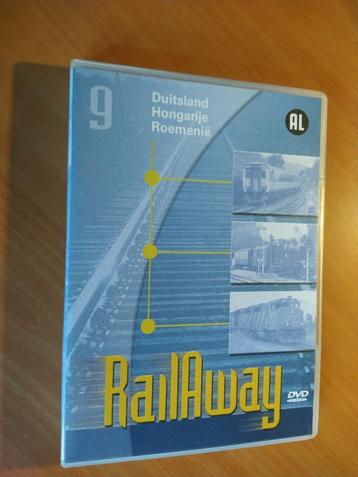 9
Duitsland
Hongarije
Roemenië
AL
RailAway
DVD